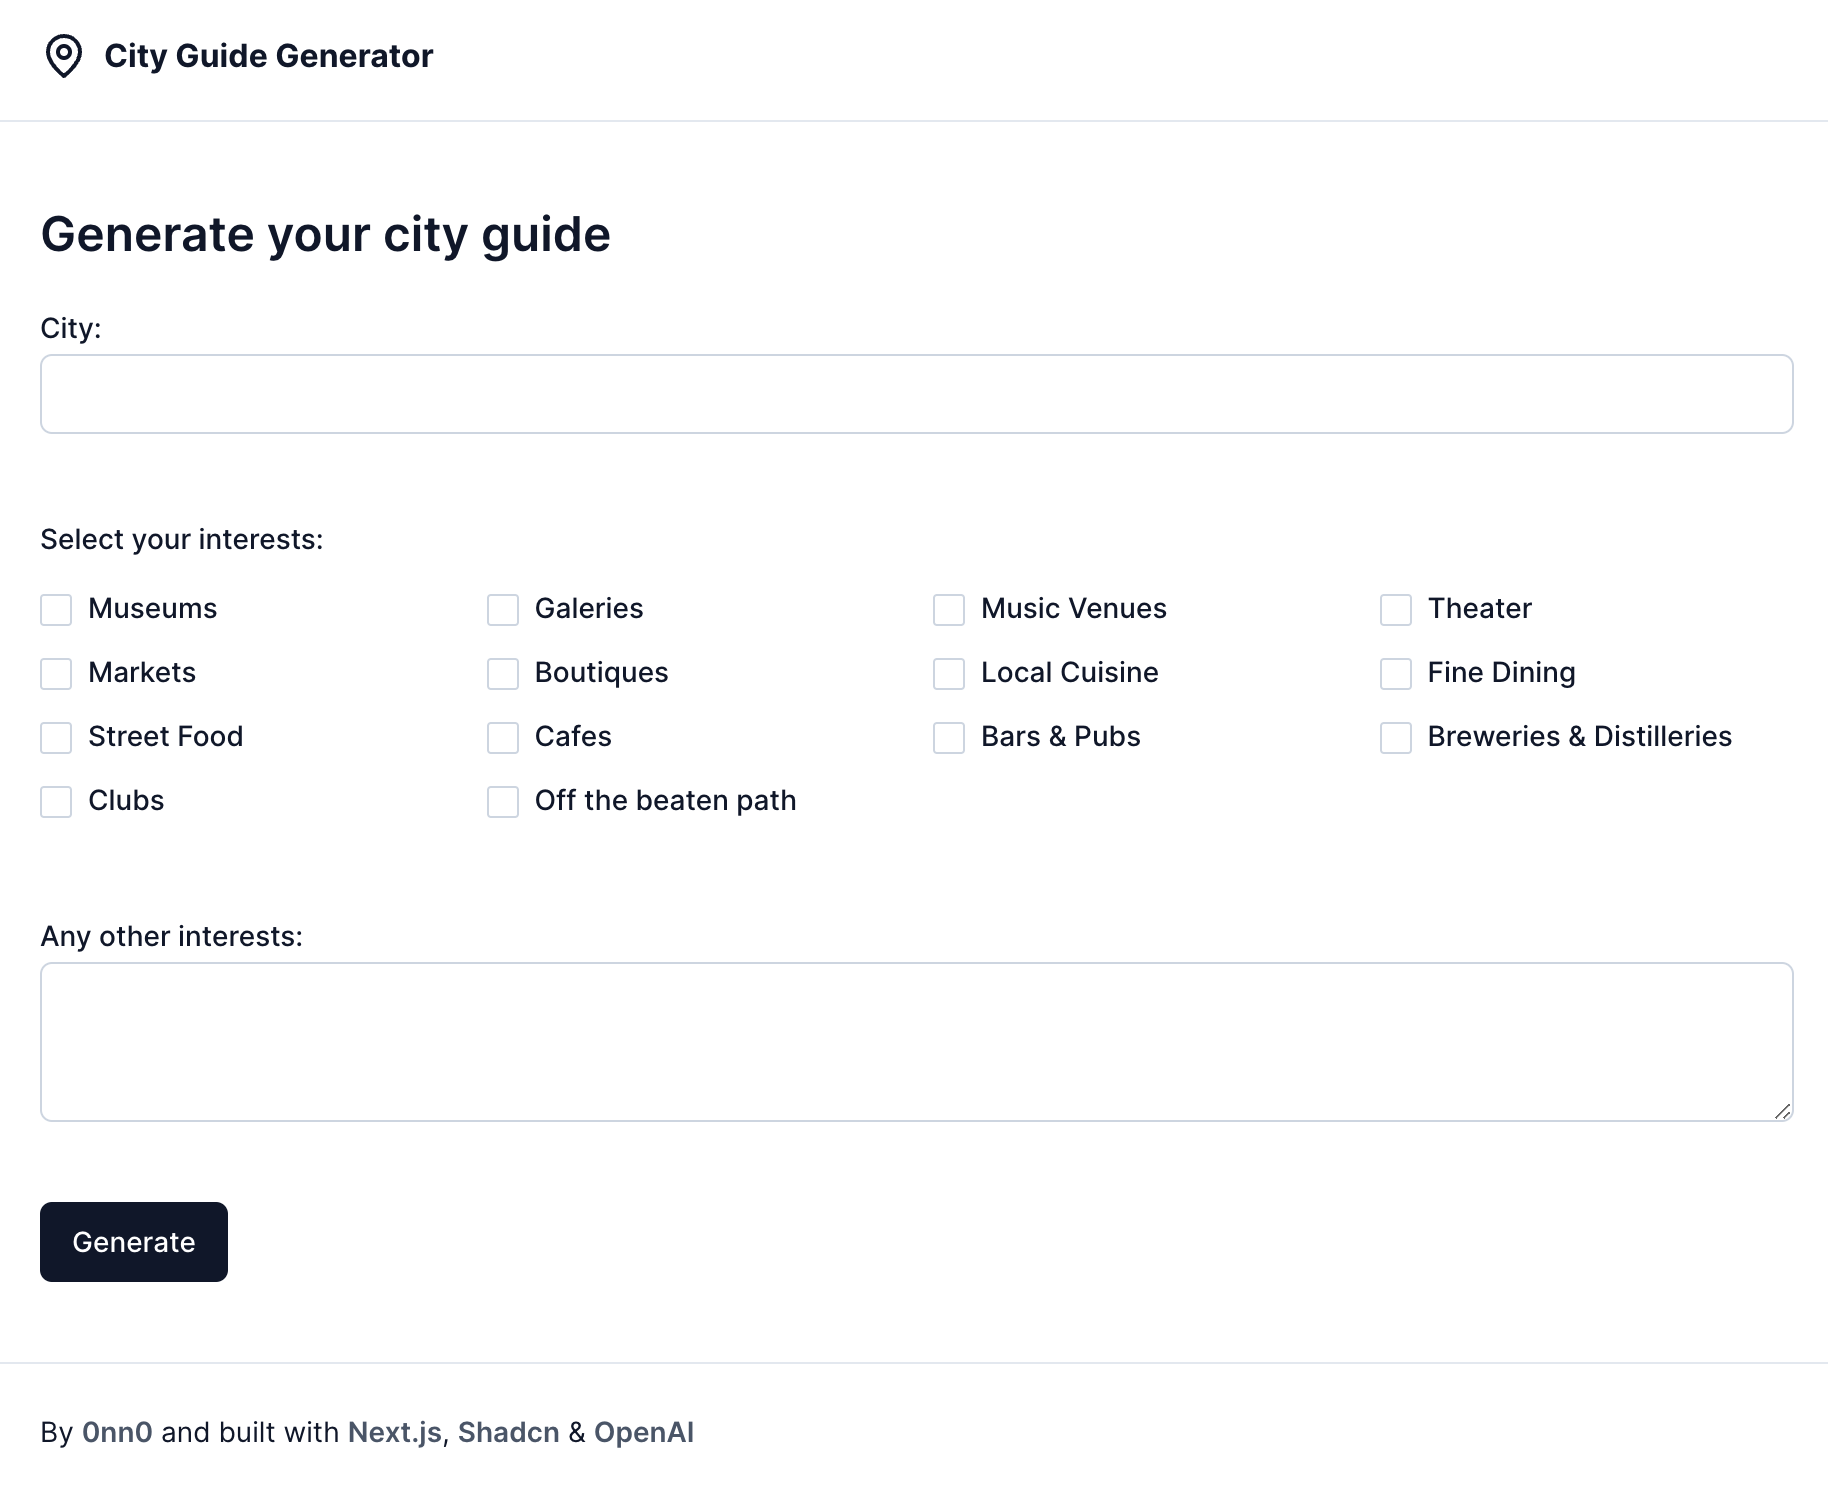 City Guide Generator
Generate your city guide
City:
Select your interests:
Museums
Galeries
Music Venues
Theater
Markets
Boutiques
Local Cuisine
Fine Dining
Street Food
Cafes
Bars & Pubs
Breweries & Distilleries
Clubs
Off the beaten path
Any other interests:
Generate
By 0nn0 and built with Next.js, Shadcn & OpenAI